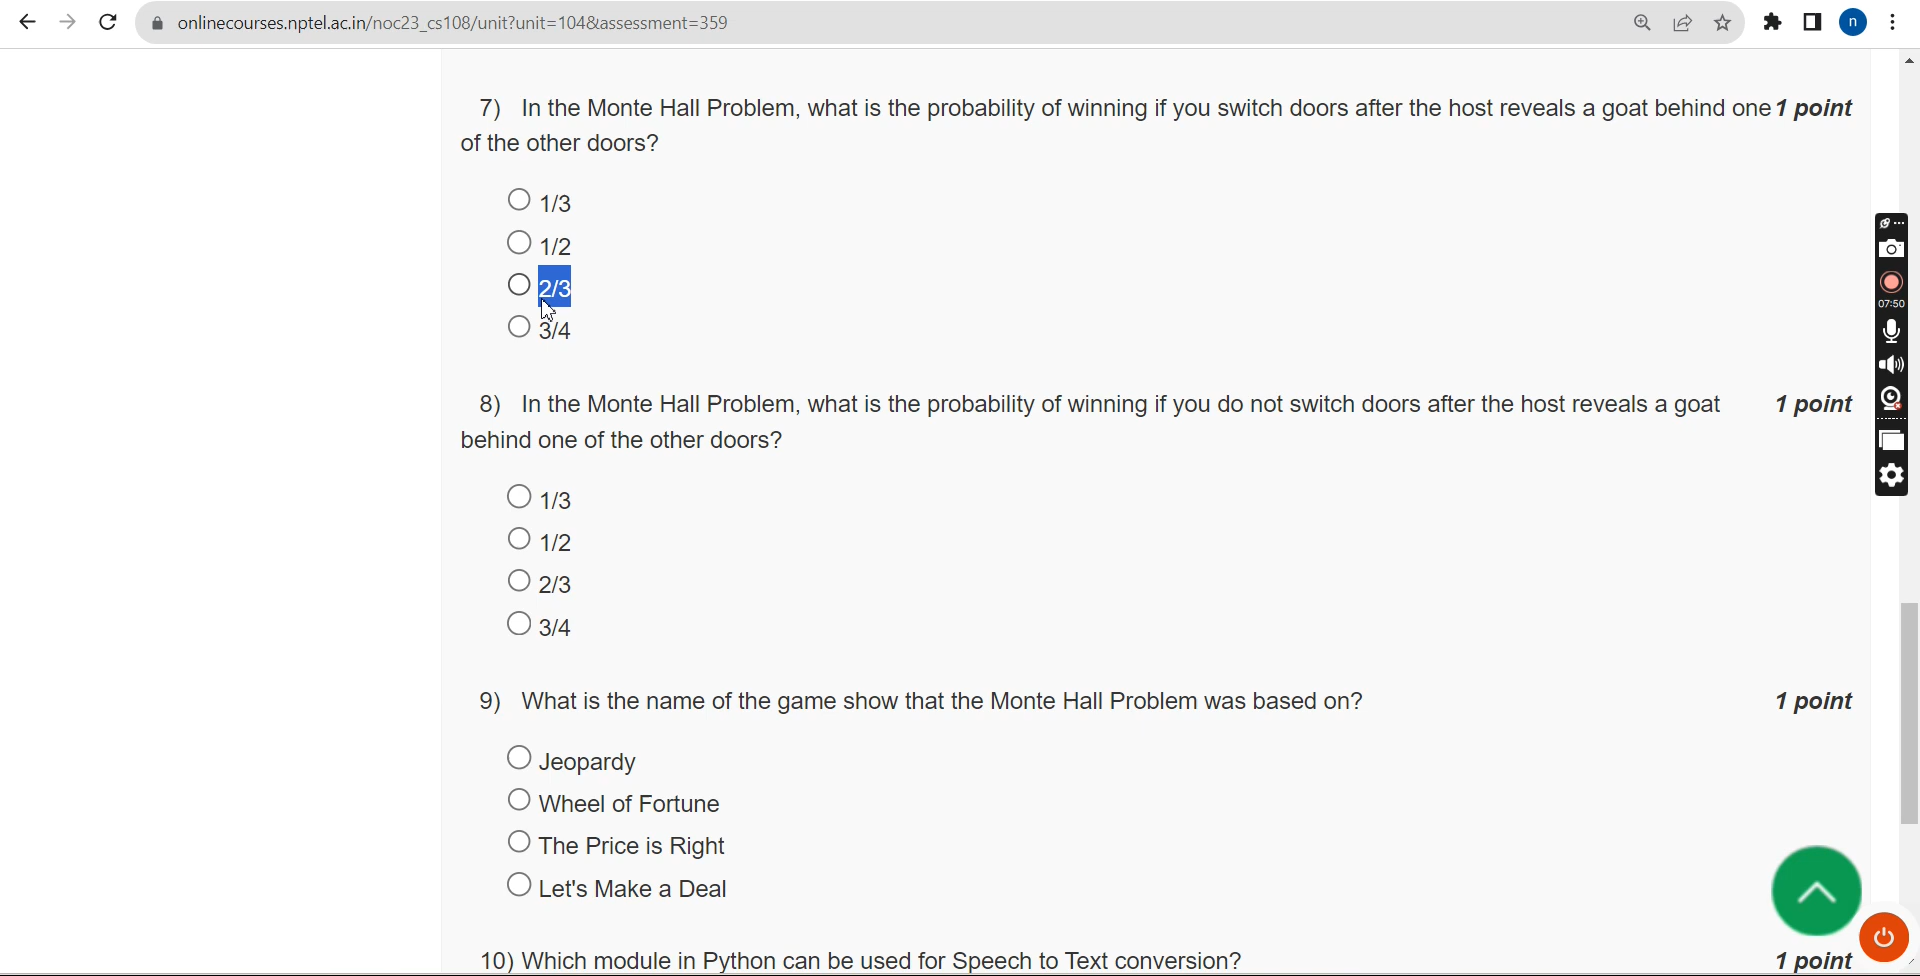 onlinecourses.nptel.ac.in/noc23_cs108/unit?unit=104&assessment=359
n
7) In the Monte Hall Problem, what is the probability of winning if you switch doors after the host reveals a goat behind one 1 point
of the other doors?
1/3
1/2
2/3
3/4
07:50
8) In the Monte Hall Problem, what is the probability of winning if you do not switch doors after the host reveals a goat 1 point
behind one of the other doors?
1/3
1/2
2/3
3/4
9) What is the name of the game show that the Monte Hall Problem was based on? 1 point
Jeopardy
Wheel of Fortune
The Price is Right
Let's Make a Deal
10) Which module in Python can be used for Speech to Text conversion? 1 point